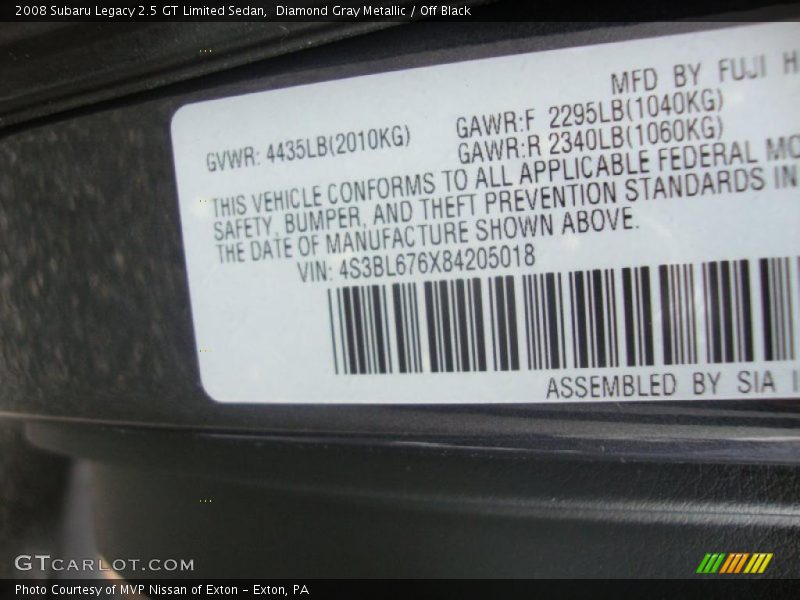 2008 Subaru Legacy 2.5 GT Limited Sedan,  Diamond Gray Metallic / Off Black
MFD BY FUJI H
GVWR: 4435LB(2010KG)
GAWR:F 2295LB(1040KG)
GAWR:R 2340LB(1060KG)
THIS VEHICLE CONFORMS TO ALL APPLICABLE FEDERAL MO
SAFETY, BUMPER, AND THEFT PREVENTION STANDARDS IN
THE DATE OF MANUFACTURE SHOWN ABOVE.
VIN: 4S3BL676X84205018
ASSEMBLED BY SIA I
GTCARLOT.COM
Photo Courtesy of MVP Nissan of Exton - Exton, PA